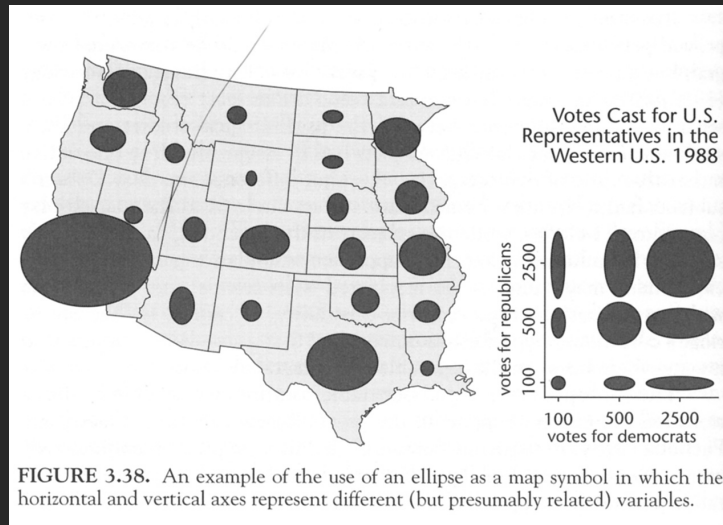 Votes Cast for U.S.
Representatives in the
Western U.S. 1988
votes for republicans
2500
500
100
100 500 2500
votes for democrats
FIGURE 3.38. An example of the use of an ellipse as a map symbol in which the
horizontal and vertical axes represent different (but presumably related) variables.